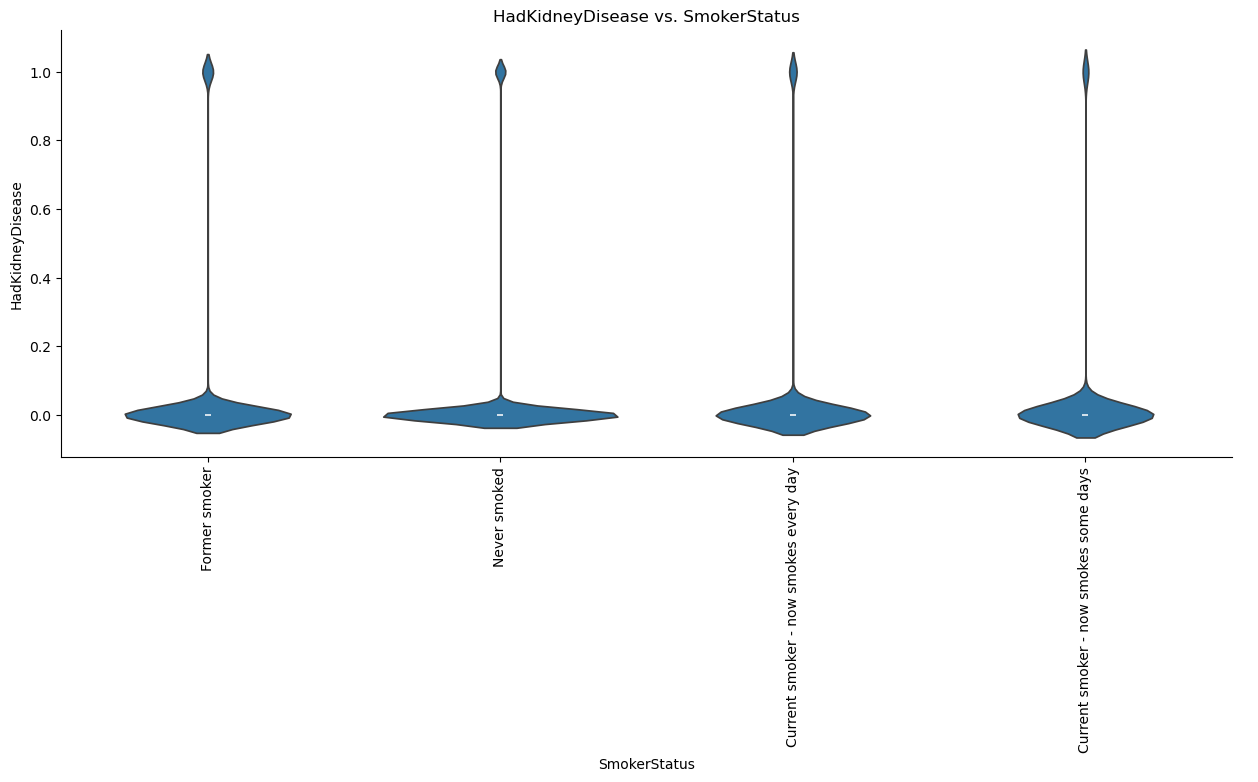 HadKidneyDisease vs. SmokerStatus
HadKidneyDisease
1.0
0.8
0.6
0.4
0.2
0.0
Former smoker
Never smoked
Current smoker - now smokes every day
Current smoker - now smokes some days
SmokerStatus